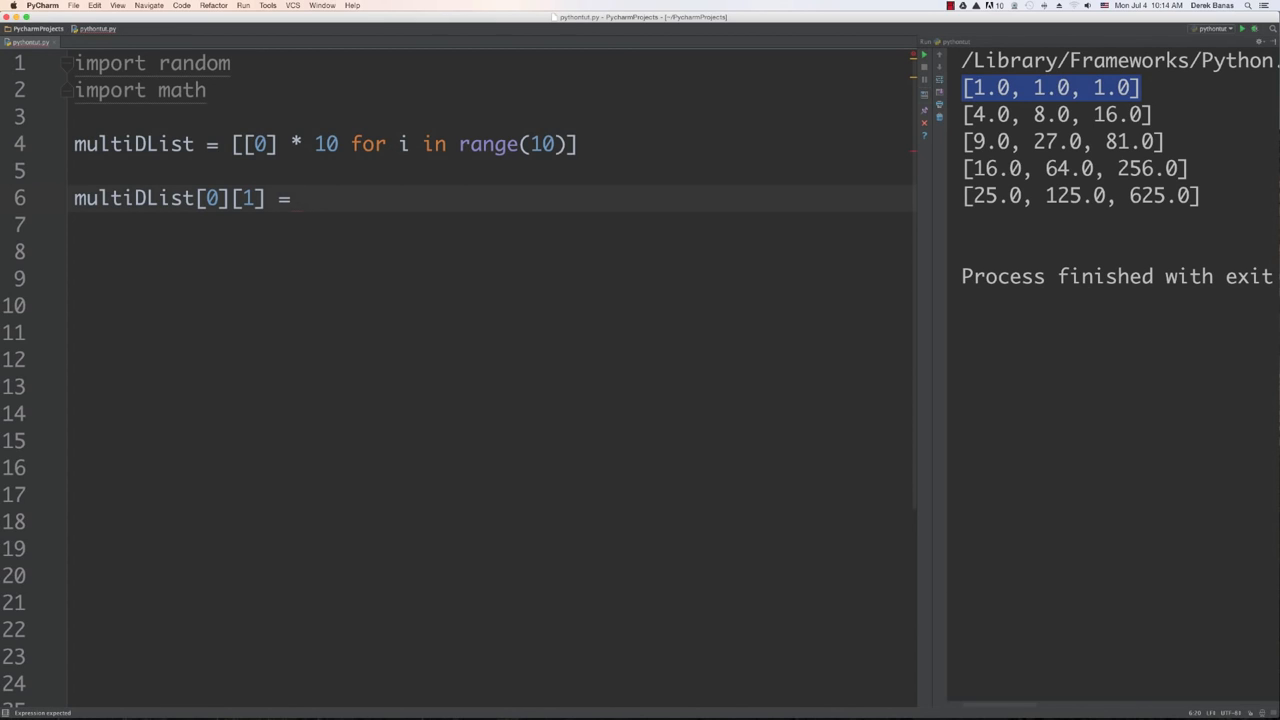 PyCharm File Edit View Navigate Code Refactor Run Tools VCS Window Help 10 Mon Jul 4 10:14 AM Derek Banas
pythontut.py - PycharmProjects - [~/PycharmProjects]
PycharmProjects pythontut.py pythontut
pythontut.py
Run pythontut
1 import random
2 import math
3
4 multiDList = [[0] * 10 for i in range(10)]
5
6 multiDList[0][1] =
7
8
9
10
11
12
13
14
15
16
17
18
19
20
21
22
23
24
/Library/Frameworks/Python.
[1.0, 1.0, 1.0]
[4.0, 8.0, 16.0]
[9.0, 27.0, 81.0]
[16.0, 64.0, 256.0]
[25.0, 125.0, 625.0]
Process finished with exit
Expression expected 6:20 LF‡ UTF-8‡